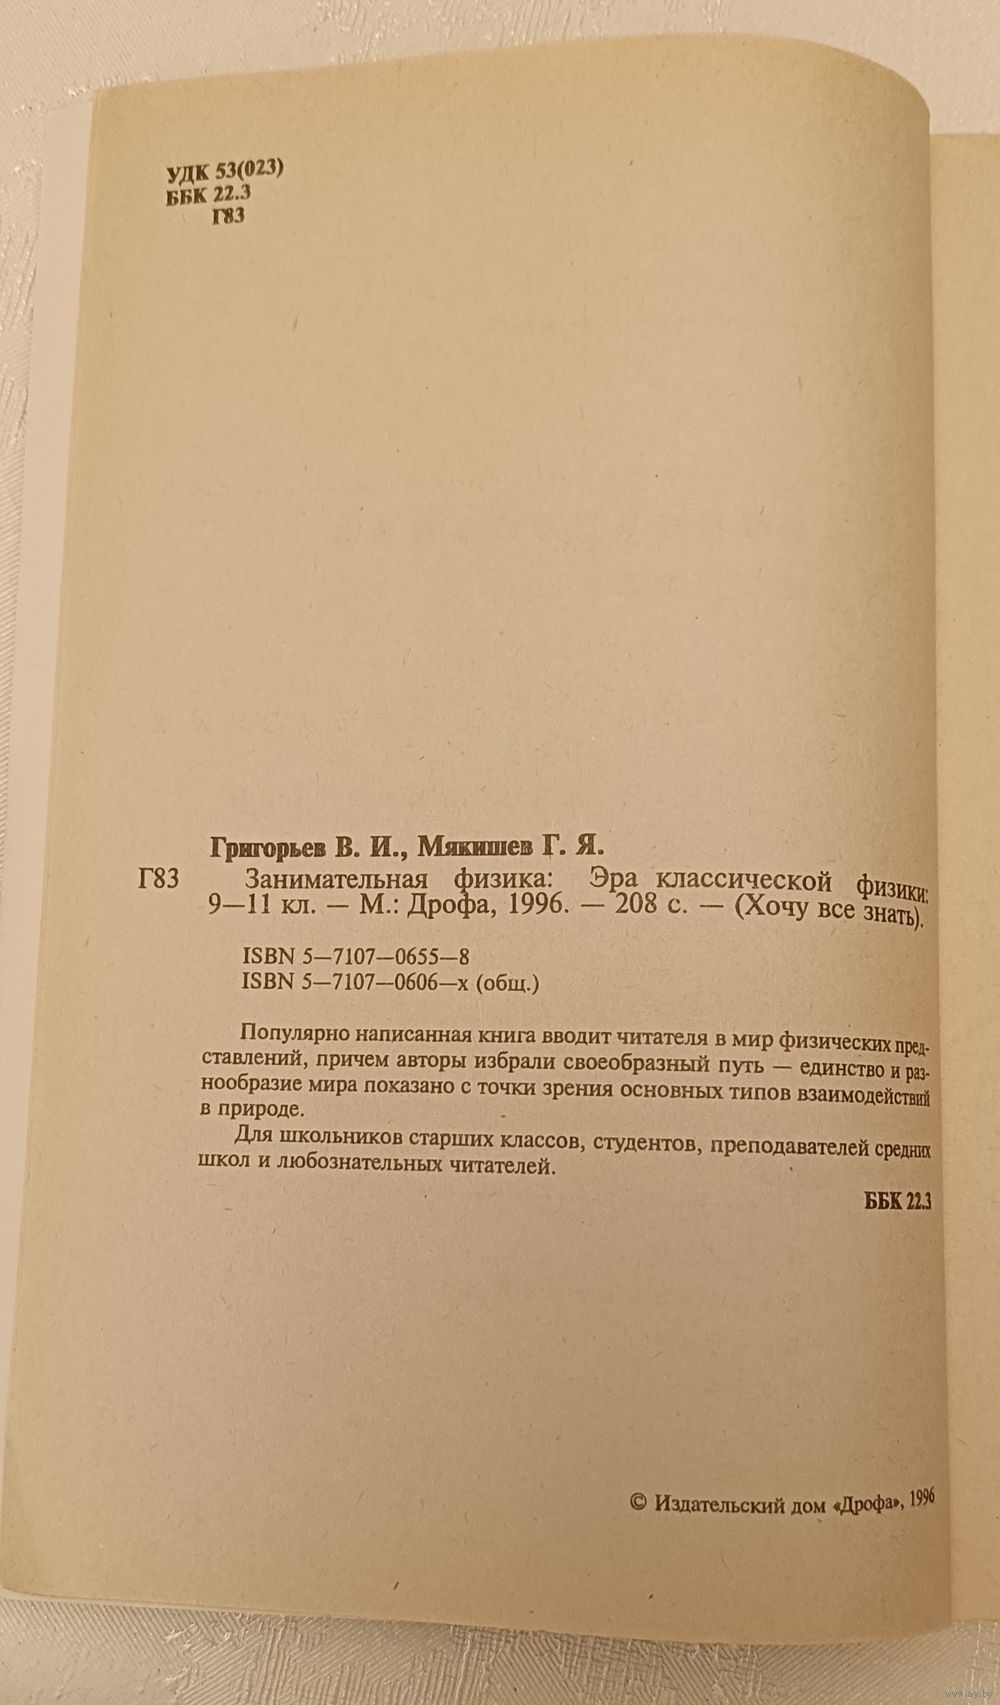 УДК 53(023)
ББК 22.3
Г83
Григорьев В. И., Мякишев Г. Я.
Г83 Занимательная физика: Эра классической физики:
9—11 кл. — М.: Дрофа, 1996. — 208 с. — (Хочу все знать).
ISBN 5—7107—0655—8
ISBN 5—7107—0606—x (общ.)
Популярно написанная книга вводит читателя в мир физических пред-
ставлений, причем авторы избрали своеобразный путь — единство и раз-
нообразие мира показано с точки зрения основных типов взаимодействий
в природе.
Для школьников старших классов, студентов, преподавателей средних
школ и любознательных читателей.
ББК 22.3
© Издательский дом «Дрофа», 1996
www.ay.by